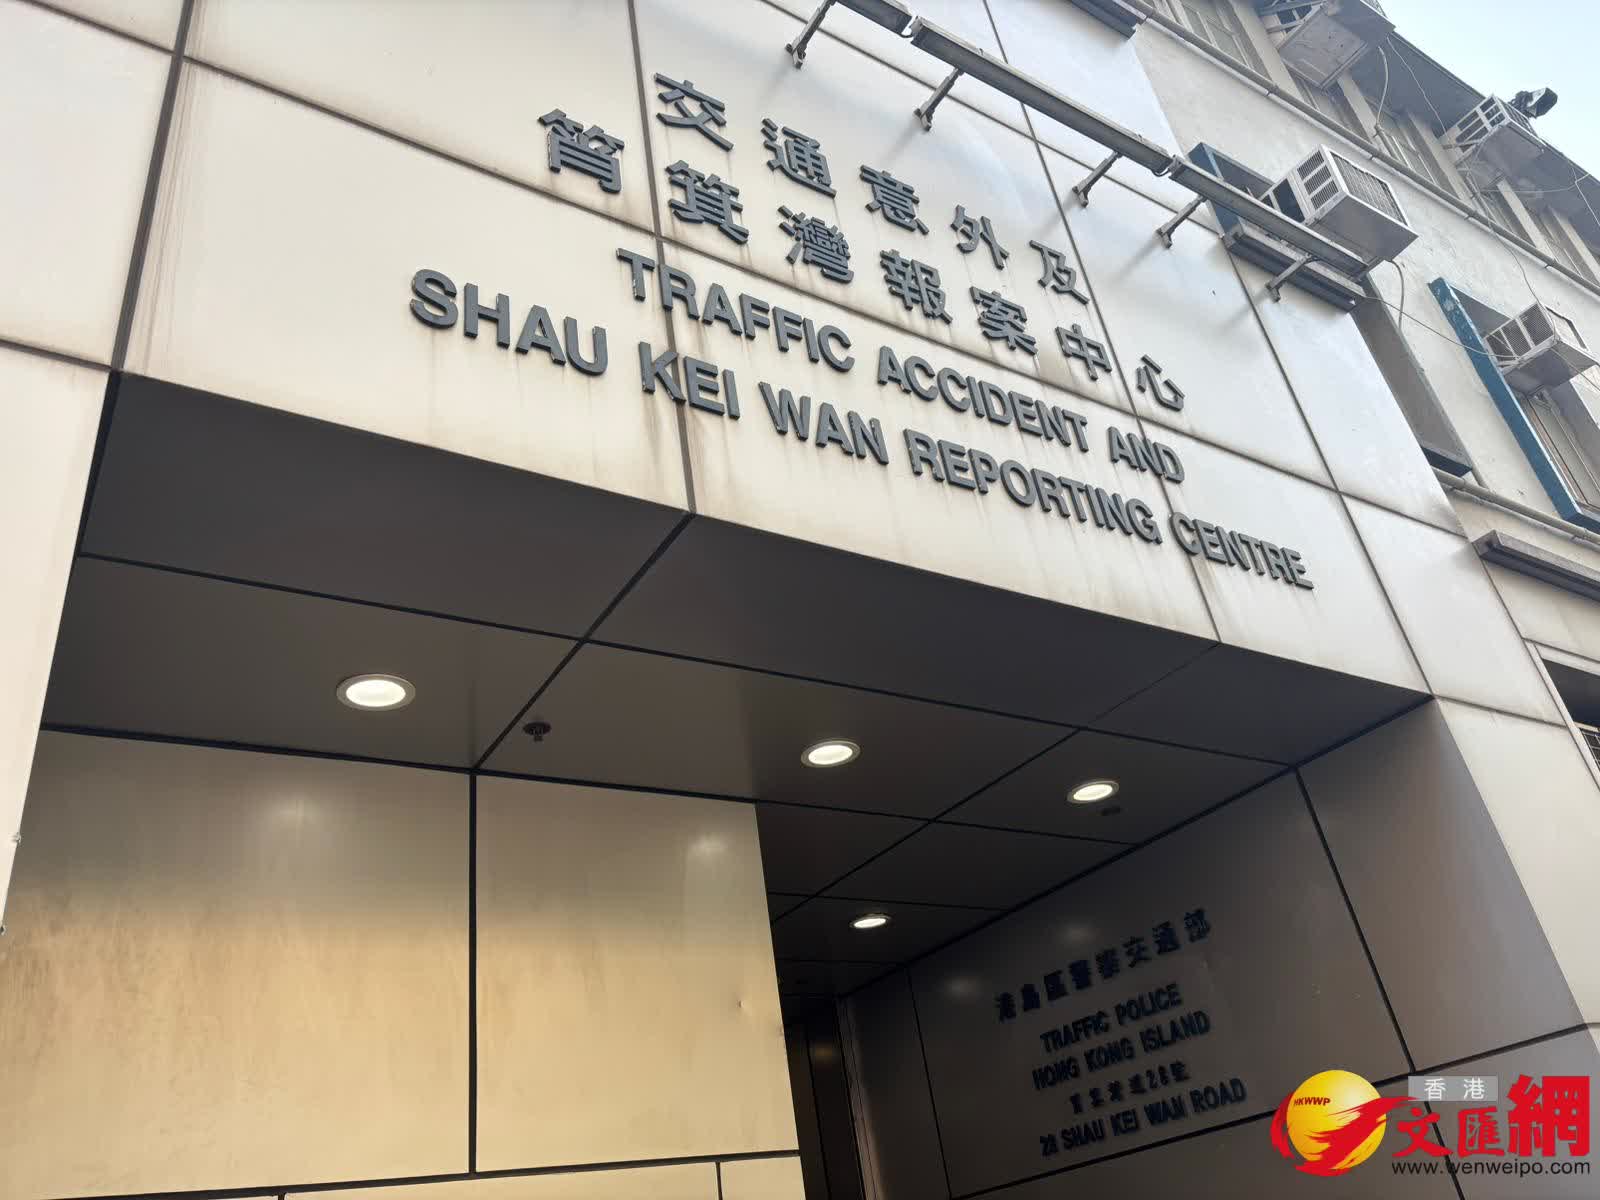 交通意外及
筲箕灣報案中心
TRAFFIC ACCIDENT AND
SHAU KEI WAN REPORTING CENTRE
港島區警察交通部
TRAFFIC POLICE
HONG KONG ISLAND
筲箕灣道28號
28 SHAU KEI WAN ROAD
HKWWP
香港
文匯網
www.wenweipo.com